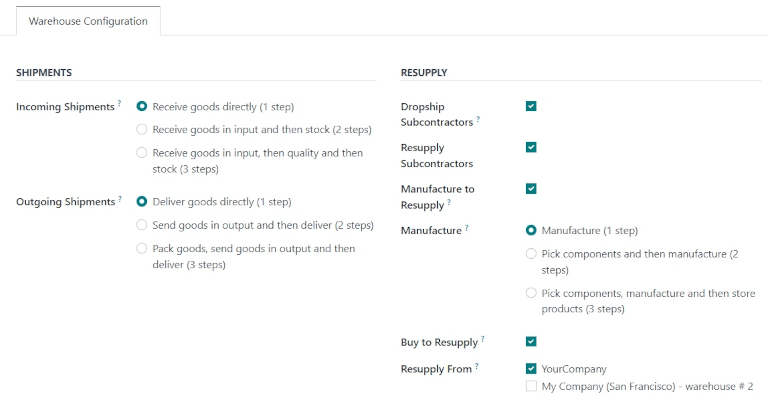 Warehouse Configuration
SHIPMENTS
Incoming Shipments ?
Receive goods directly (1 step)
Receive goods in input and then stock (2 steps)
Receive goods in input, then quality and then
stock (3 steps)
Outgoing Shipments ?
Deliver goods directly (1 step)
Send goods in output and then deliver (2 steps)
Pack goods, send goods in output and then
deliver (3 steps)
RESUPPLY
Dropship
Subcontractors ?
Resupply
Subcontractors
Manufacture to
Resupply ?
Manufacture ?
Manufacture (1 step)
Pick components and then manufacture (2
steps)
Pick components, manufacture and then store
products (3 steps)
Buy to Resupply ?
Resupply From ?
YourCompany
My Company (San Francisco) - warehouse # 2